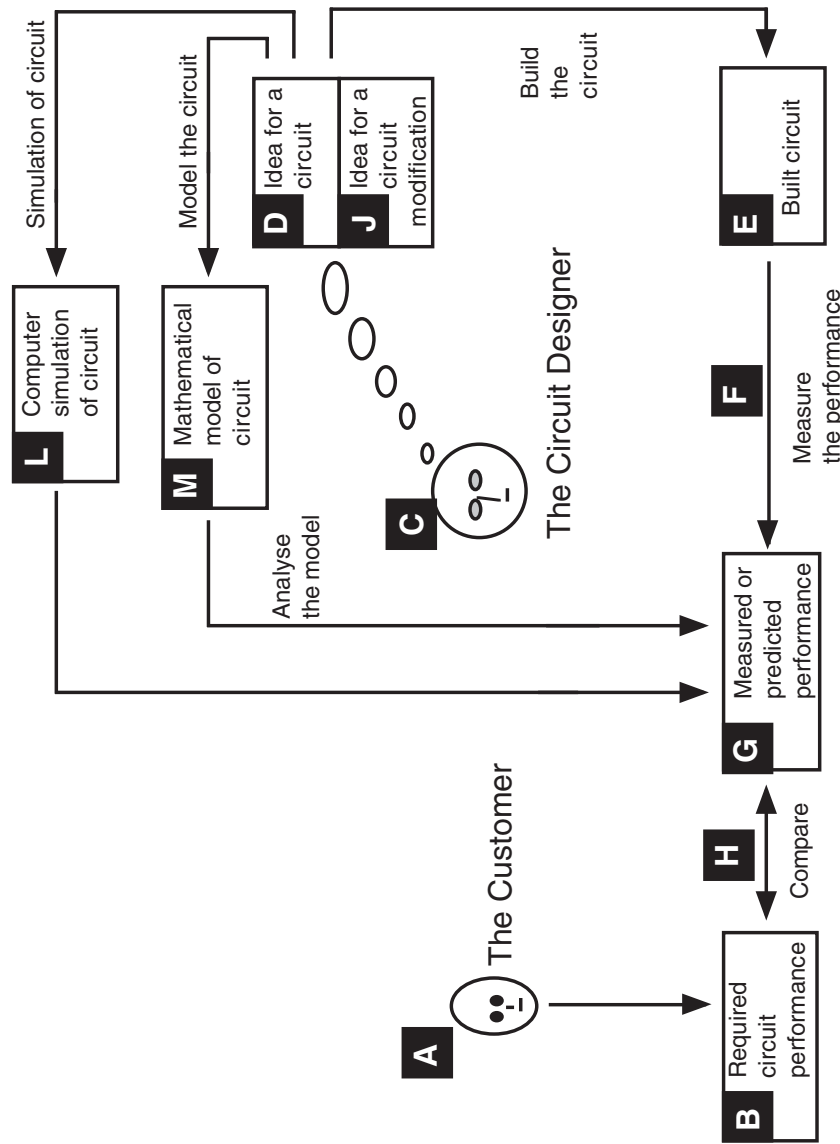 Simulation of circuit
L
Computer
simulation
of circuit
Model the circuit
M
Mathematical
model of
circuit
Analyse
the model
D
Idea for a
circuit
J
Idea for a
circuit
modification
C
The Circuit Designer
Build
the
circuit
A
The Customer
B
Required
circuit
performance
H
Compare
G
Measured or
predicted
performance
F
Measure
the performance
E
Built circuit